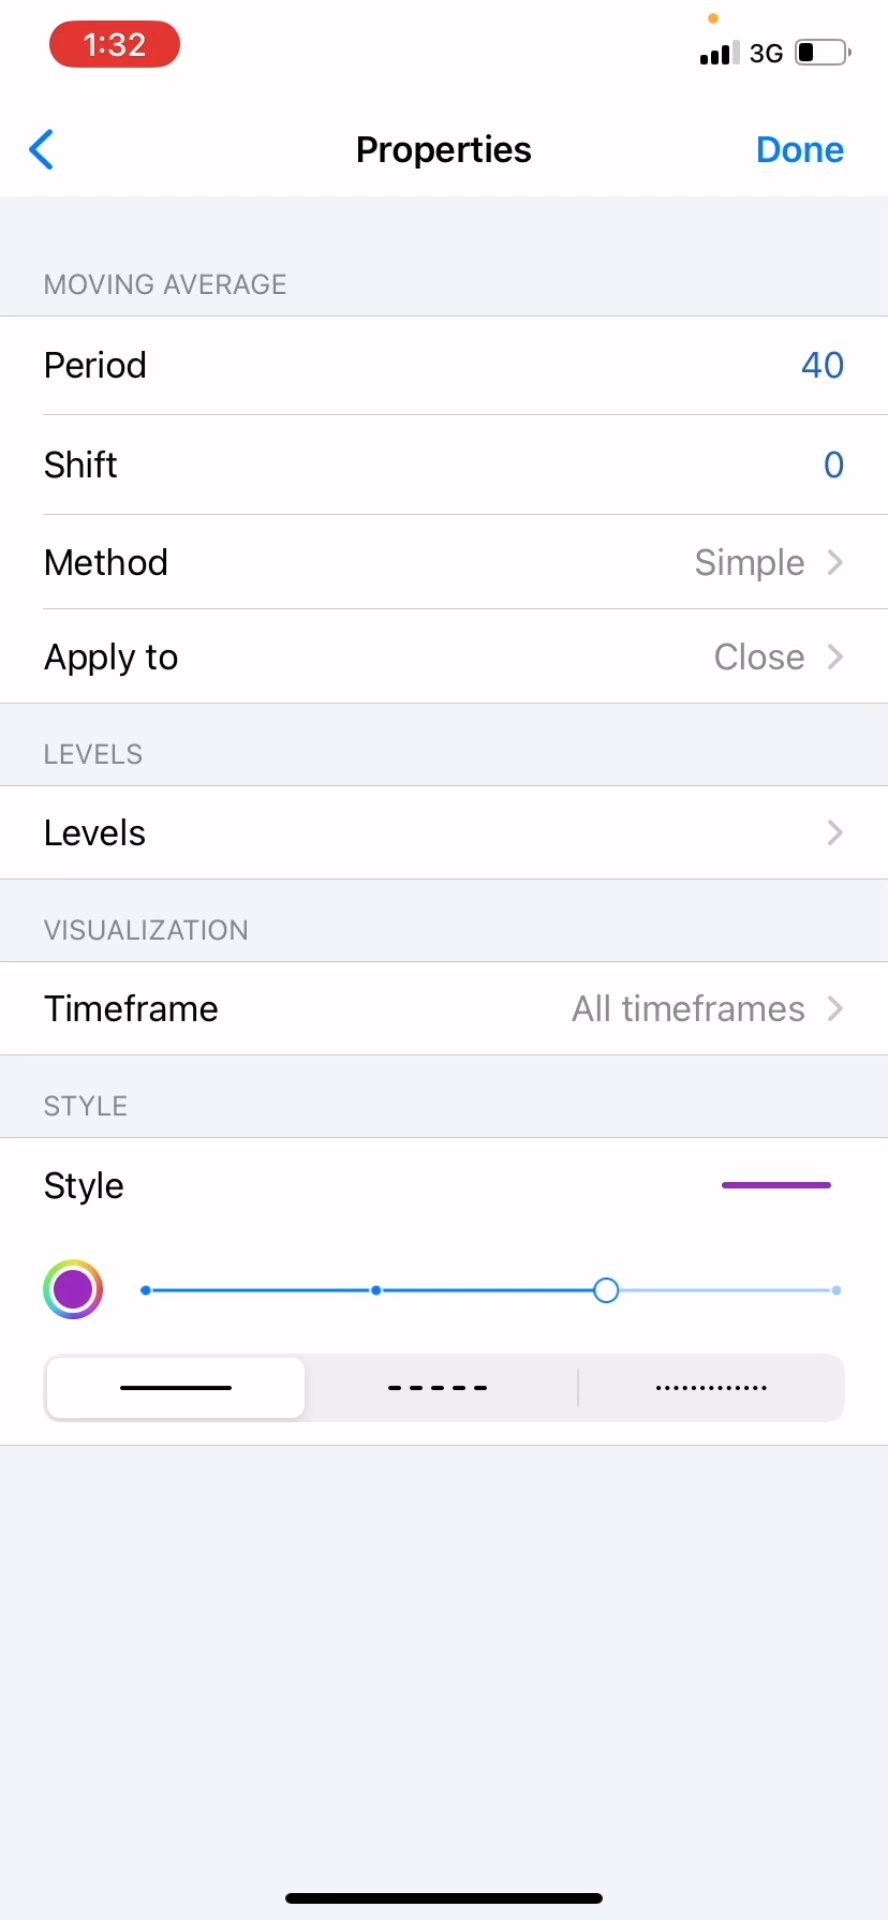 1:32
3G
Properties
Done
MOVING AVERAGE
Period 40
Shift 0
Method Simple
Apply to Close
LEVELS
Levels
VISUALIZATION
Timeframe All timeframes
STYLE
Style